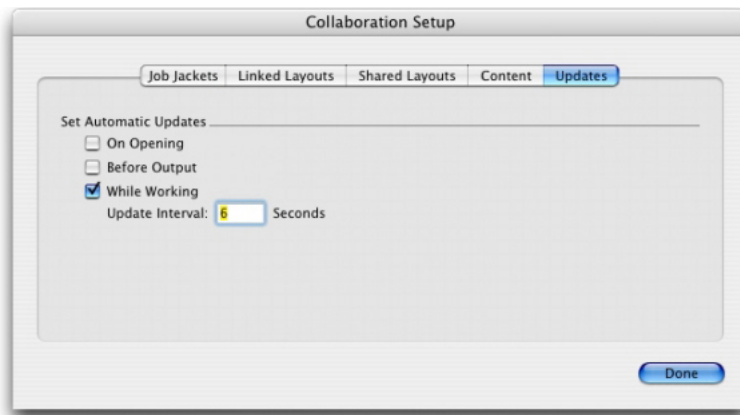 Collaboration Setup
Job Jackets Linked Layouts Shared Layouts Content Updates
Set Automatic Updates
On Opening
Before Output
While Working
Update Interval: 6 Seconds
Done